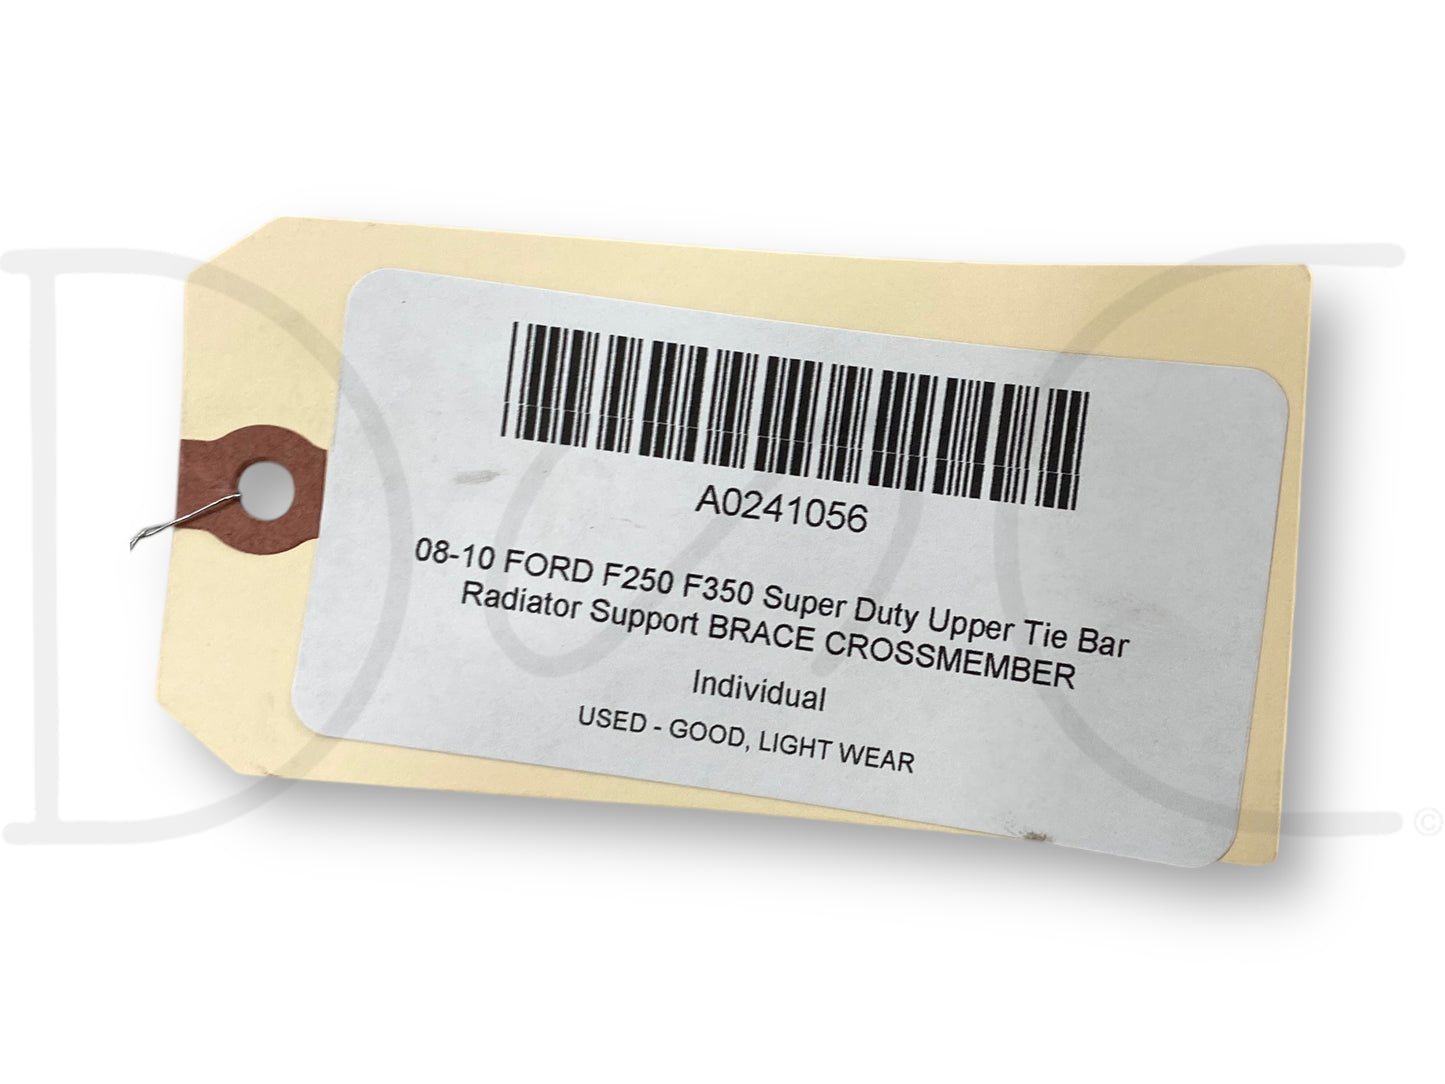 A0241056
08-10 FORD F250 F350 Super Duty Upper Tie Bar
Radiator Support BRACE CROSSMEMBER
Individual
USED - GOOD, LIGHT WEAR
D&C
©